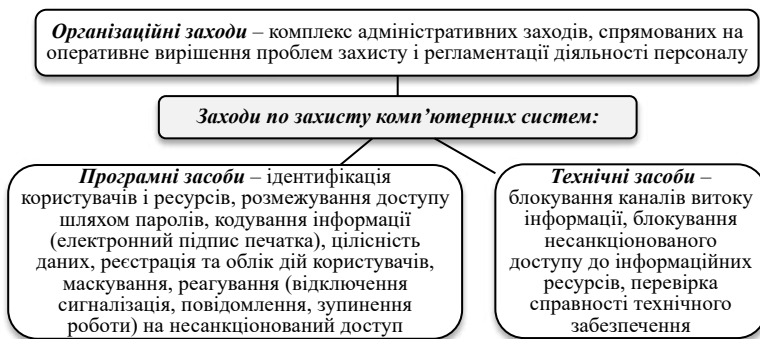 Організаційні заходи – комплекс адміністративних заходів, спрямованих на
оперативне вирішення проблем захисту і регламентації діяльності персоналу
Заходи по захисту комп’ютерних систем:
Програмні засоби – ідентифікація
користувачів і ресурсів, розмежування доступу
шляхом паролів, кодування інформації
(електронний підпис печатка), цілісність
даних, реєстрація та облік дій користувачів,
маскування, реагування (відключення
сигналізація, повідомлення, зупинення
роботи) на несанкціонований доступ
Технічні засоби –
блокування каналів витоку
інформації, блокування
несанкціонованого
доступу до інформаційних
ресурсів, перевірка
справності технічного
забезпечення